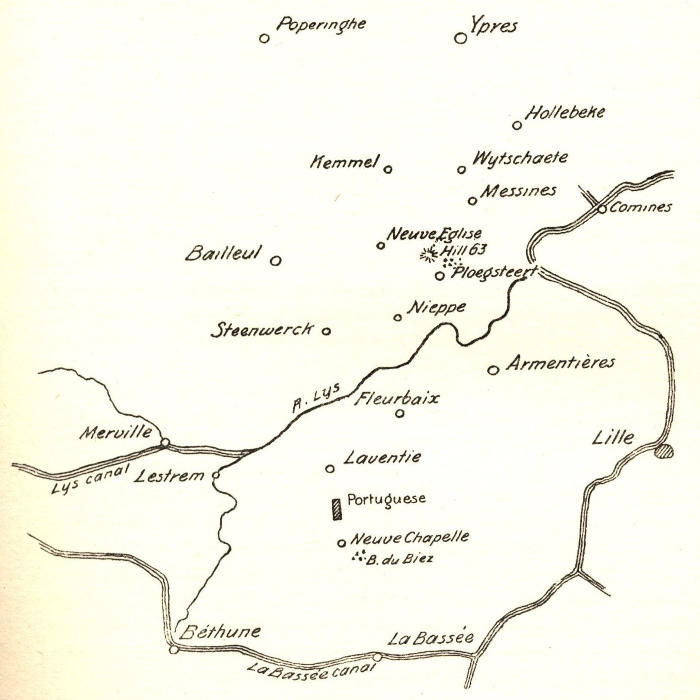 Poperinghe
Ypres
Hollebeke
Kemmel
Wytschaete
Messines
Comines
Neuve Eglise
Hill 63
Bailleul
Ploegsteert
Nieppe
Steenwerck
Armentières
R. Lys
Fleurbaix
Merville
Lille
Laventie
Lys canal
Lestrem
Portuguese
Neuve Chapelle
B. du Biez
Béthune
La Bassée
La Bassée canal